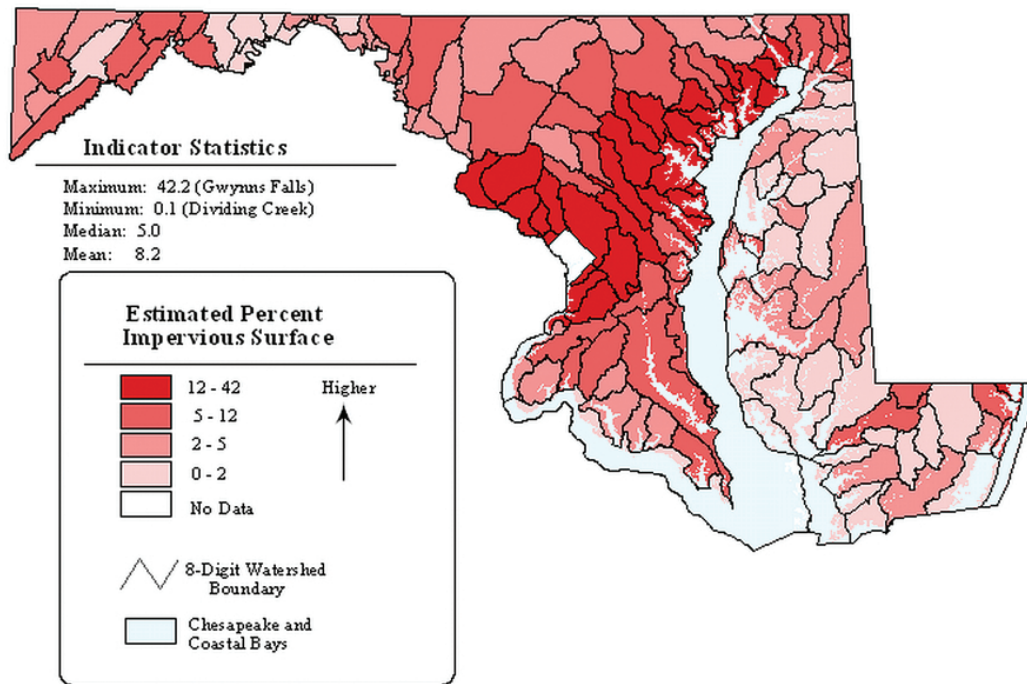 Indicator Statistics
Maximum: 42.2 (Gwynns Falls)
Minimum: 0.1 (Dividing Creek)
Median: 5.0
Mean: 8.2
Estimated Percent
Impervious Surface
12 - 42
Higher
5 - 12
2 - 5
0 - 2
No Data
8-Digit Watershed
Boundary
Chesapeake and
Coastal Bays